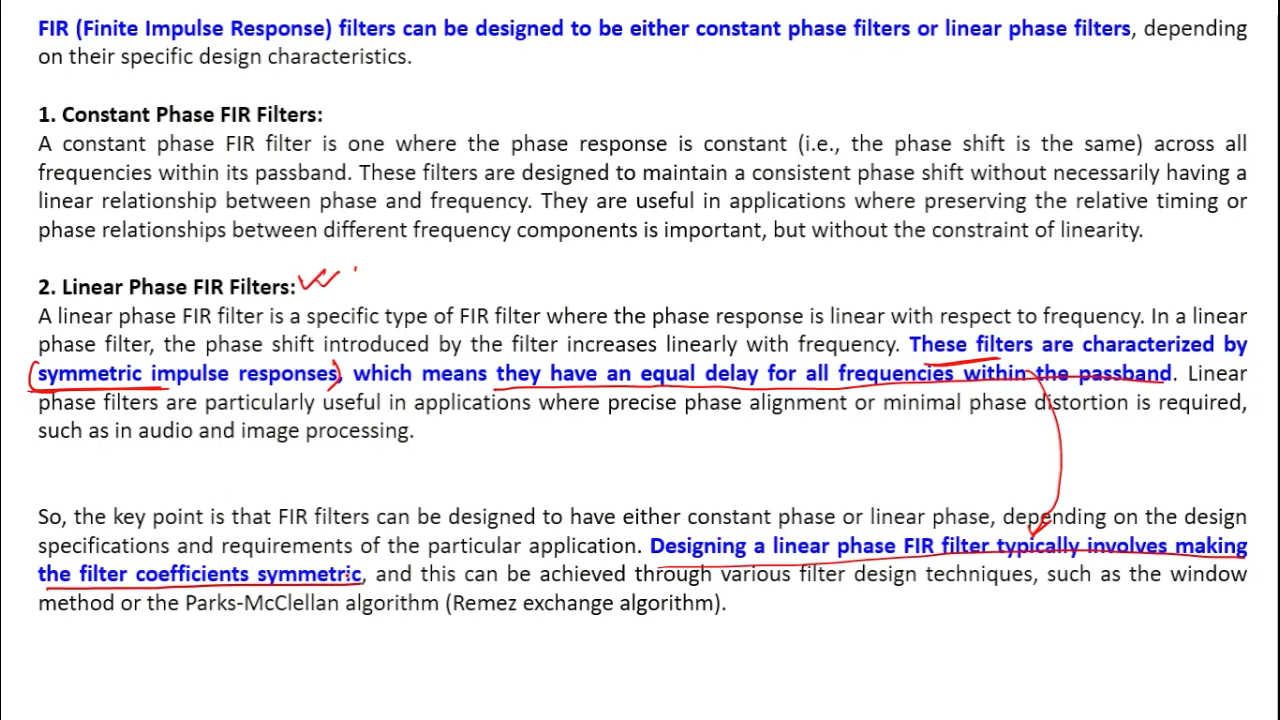 FIR (Finite Impulse Response) filters can be designed to be either constant phase filters or linear phase filters, depending
on their specific design characteristics.
1. Constant Phase FIR Filters:
A constant phase FIR filter is one where the phase response is constant (i.e., the phase shift is the same) across all
frequencies within its passband. These filters are designed to maintain a consistent phase shift without necessarily having a
linear relationship between phase and frequency. They are useful in applications where preserving the relative timing or
phase relationships between different frequency components is important, but without the constraint of linearity.
2. Linear Phase FIR Filters:
A linear phase FIR filter is a specific type of FIR filter where the phase response is linear with respect to frequency. In a linear
phase filter, the phase shift introduced by the filter increases linearly with frequency. These filters are characterized by
symmetric impulse responses, which means they have an equal delay for all frequencies within the passband. Linear
phase filters are particularly useful in applications where precise phase alignment or minimal phase distortion is required,
such as in audio and image processing.
So, the key point is that FIR filters can be designed to have either constant phase or linear phase, depending on the design
specifications and requirements of the particular application. Designing a linear phase FIR filter typically involves making
the filter coefficients symmetric, and this can be achieved through various filter design techniques, such as the window
method or the Parks-McClellan algorithm (Remez exchange algorithm).